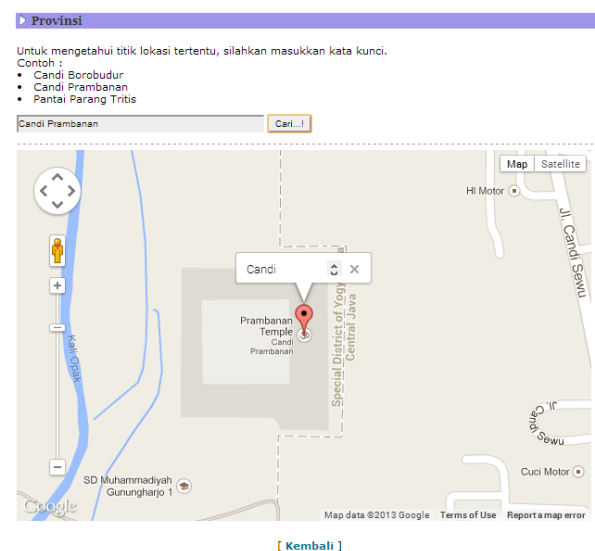 Provinsi
Untuk mengetahui titik lokasi tertentu, silahkan masukkan kata kunci.
Contoh :
• Candi Borobudur
• Candi Prambanan
• Pantai Parang Tritis
Candi Prambanan
Cari...!
Map
Satellite
HI Motor
Jl. Candi Sewu
Candi
Prambanan
Temple
Candi
Prambanan
Special District of Yogya
Central Java
Kali Opak
Jl. Candi Sewu
SD Muhammadiyah
Gunungharjo 1
Cuci Motor
Google
Map data ©2013 Google
Terms of Use
Report a map error
[ Kembali ]